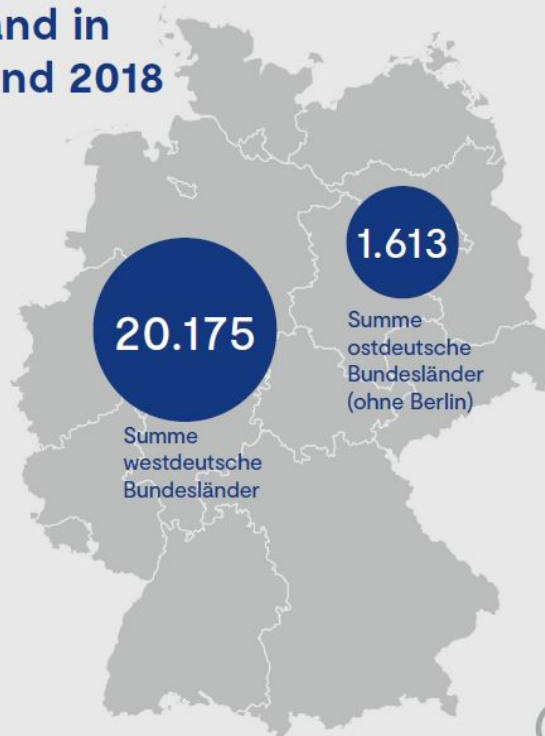 and in
nd 2018
1.613
20.175
Summe
ostdeutsche
Bundesländer
(ohne Berlin)
Summe
westdeutsche
Bundesländer